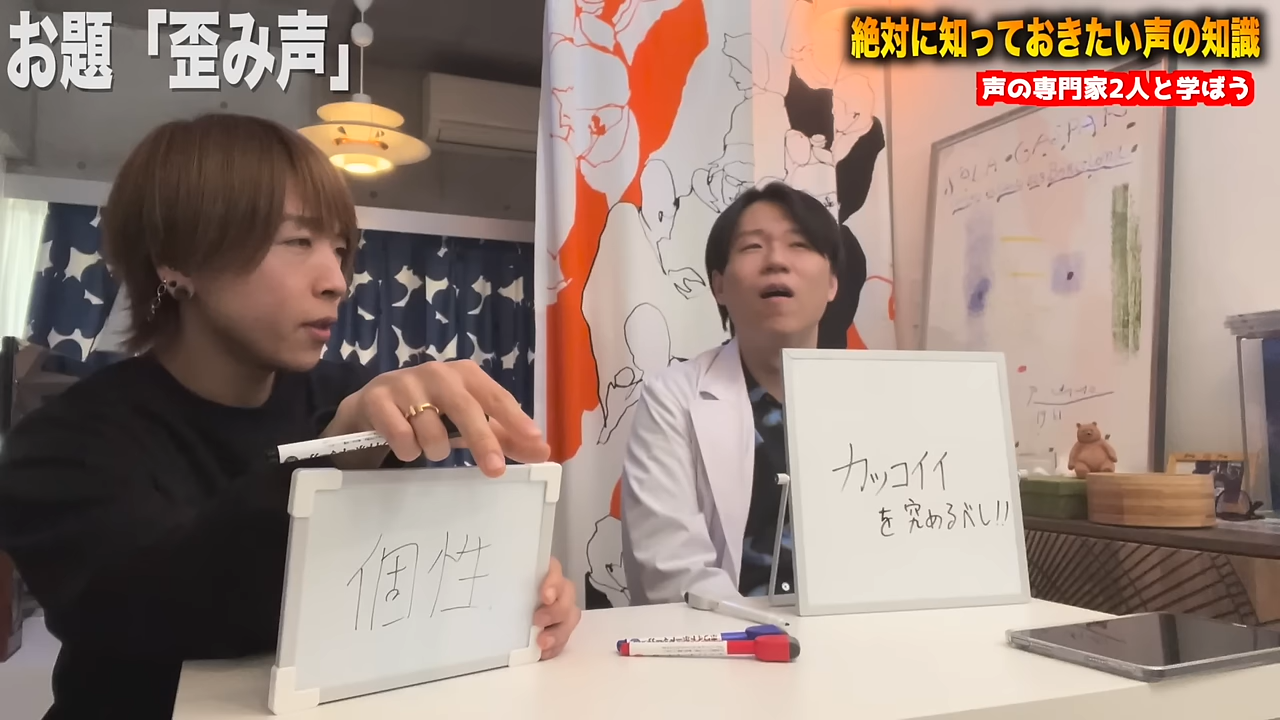 お題「歪み声」
絶対に知っておきたい声の知識
声の専門家2人と学ぼう
個性
カッコイイ
を究めるべし!!